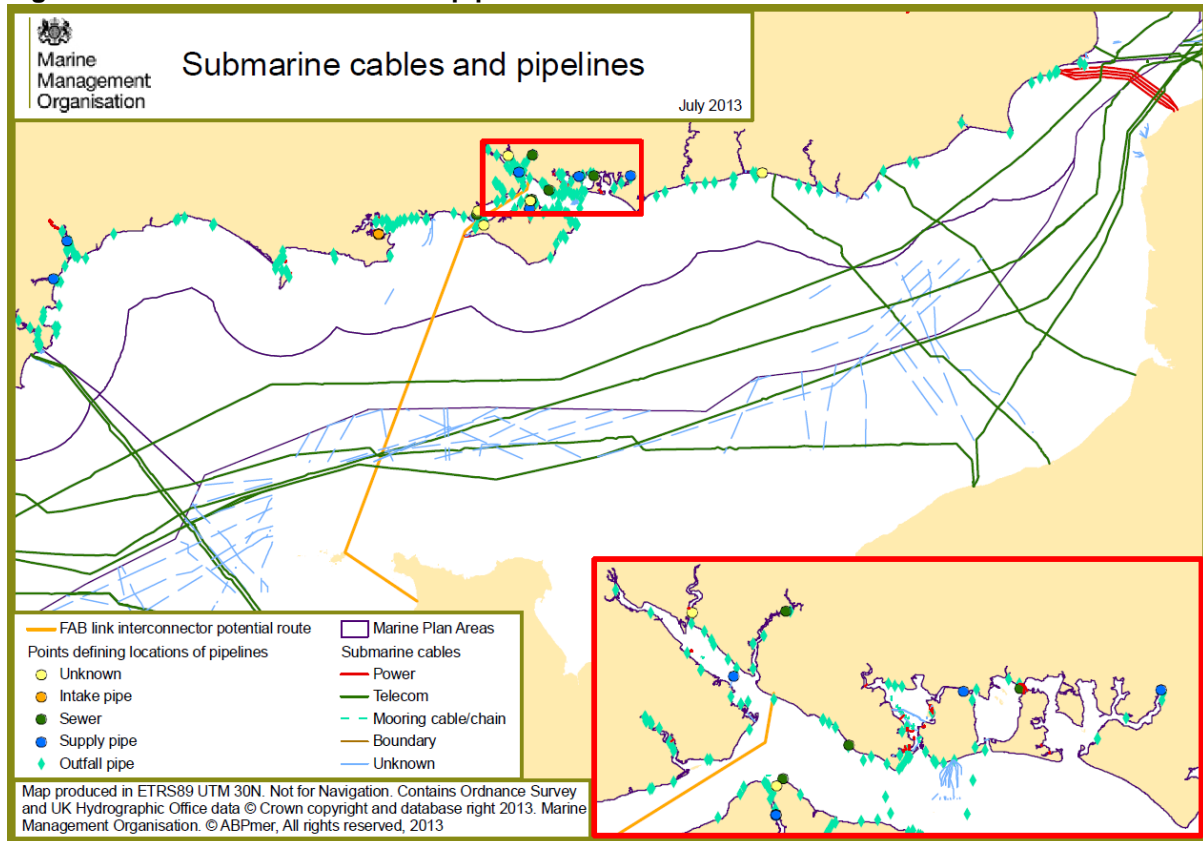 Marine
Management
Organisation
Submarine cables and pipelines
July 2013
FAB link interconnector potential route
Points defining locations of pipelines
Unknown
Intake pipe
Sewer
Supply pipe
Outfall pipe
Marine Plan Areas
Submarine cables
Power
Telecom
Mooring cable/chain
Boundary
Unknown
Map produced in ETRS89 UTM 30N. Not for Navigation. Contains Ordnance Survey
and UK Hydrographic Office data © Crown copyright and database right 2013. Marine
Management Organisation. © ABPmer, All rights reserved, 2013